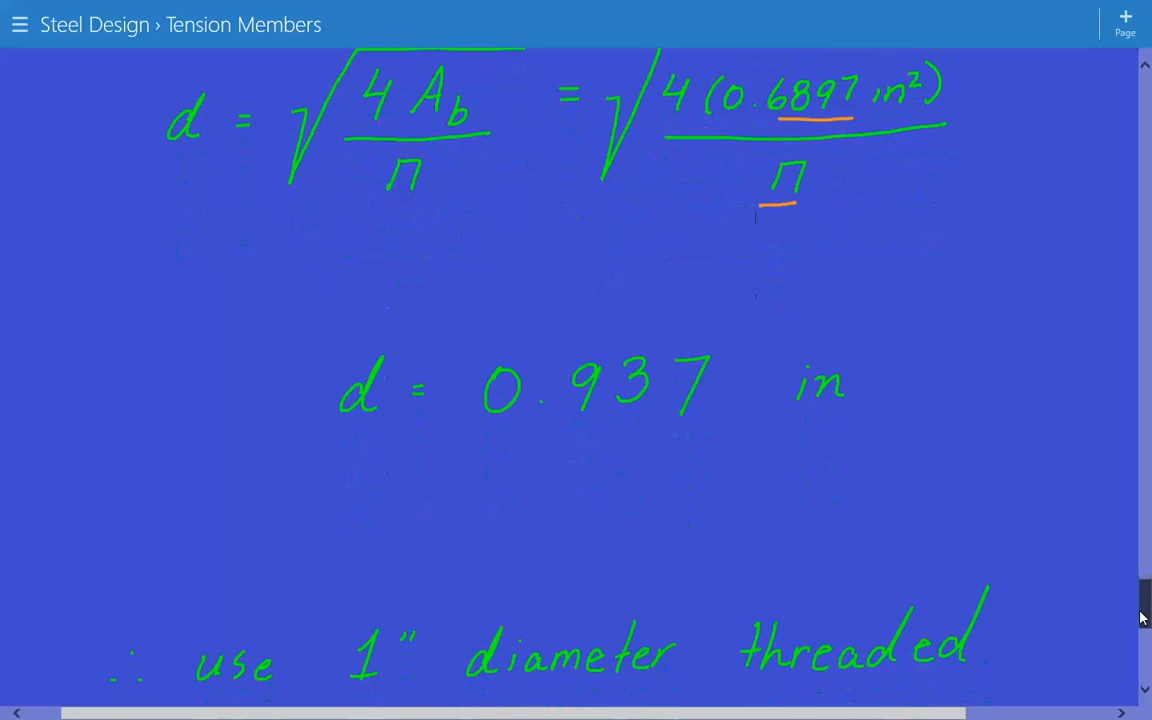 Steel Design › Tension Members
Page
d = √(4 A_b / π) = √(4 (0.6897 in²) / π)
d = 0.937 in
∴ use 1" diameter threaded